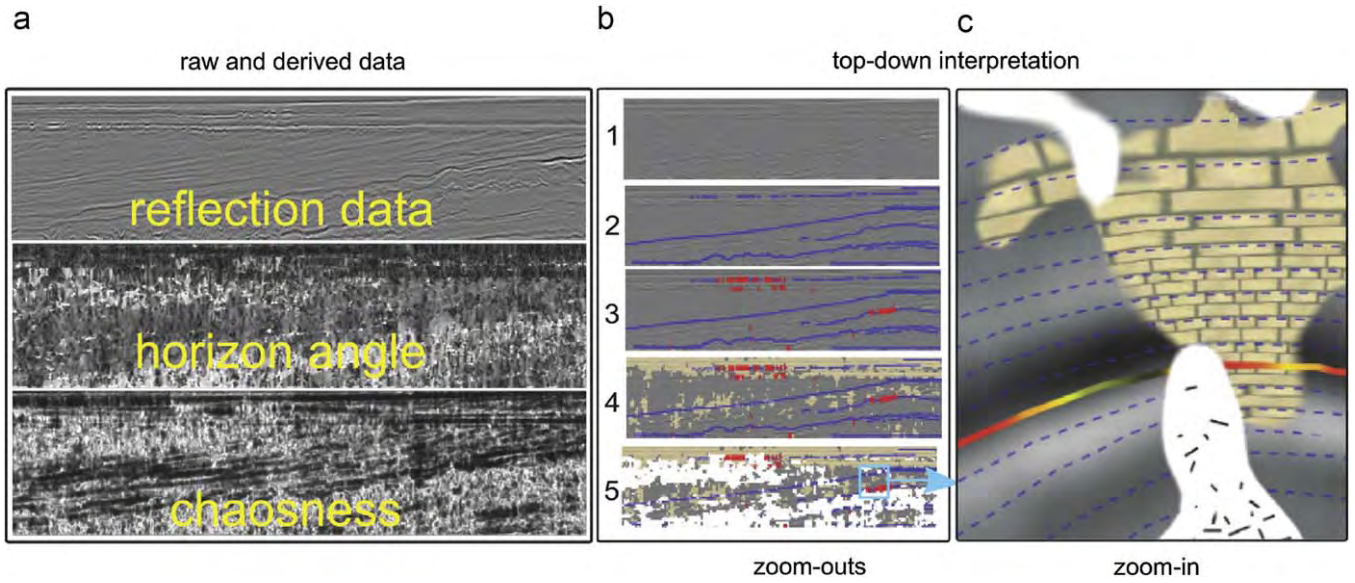 a
b
c
raw and derived data
top-down interpretation
reflection data
horizon angle
chaosness
1
2
3
4
5
zoom-outs
zoom-in